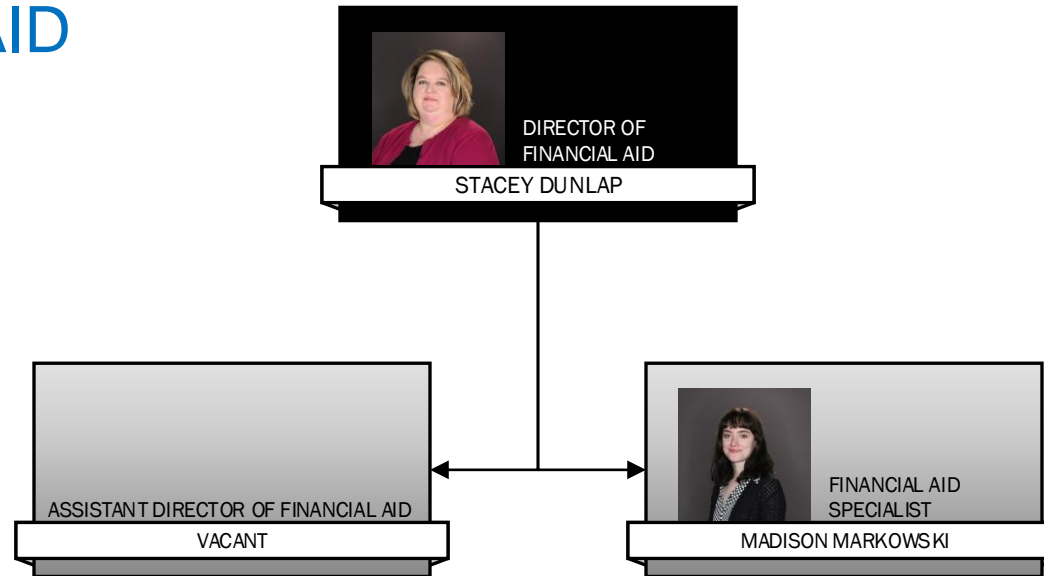 AID
DIRECTOR OF
FINANCIAL AID
STACEY DUNLAP
ASSISTANT DIRECTOR OF FINANCIAL AID
VACANT
FINANCIAL AID
SPECIALIST
MADISON MARKOWSKI